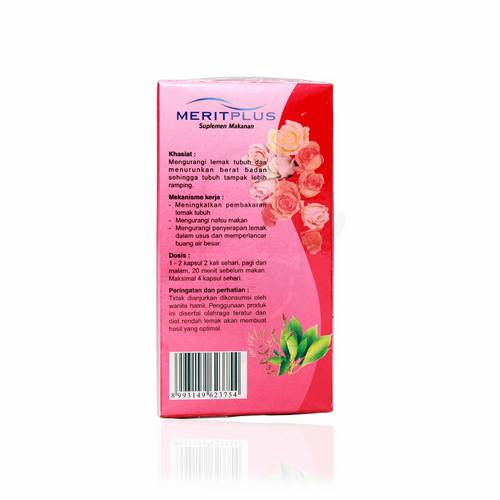 MERITPLUS
Suplemen Makanan
Khasiat :
Mengurangi lemak tubuh dan
menurunkan berat badan
sehingga tubuh tampak lebih
ramping.
Mekanisme kerja :
- Meningkatkan pembakaran
lemak tubuh
- Mengurangi nafsu makan
- Mengurangi penyerapan lemak
dalam usus dan memperlancar
buang air besar.
Dosis :
1 - 2 kapsul 2 kali sehari, pagi dan
malam, 20 menit sebelum makan.
Maksimal 4 kapsul sehari.
Peringatan dan perhatian :
Tidak dianjurkan dikonsumsi oleh
wanita hamil. Penggunaan produk
ini disertai olahraga teratur dan
diet rendah lemak akan membuat
hasil yang optimal.
8 993149 623754